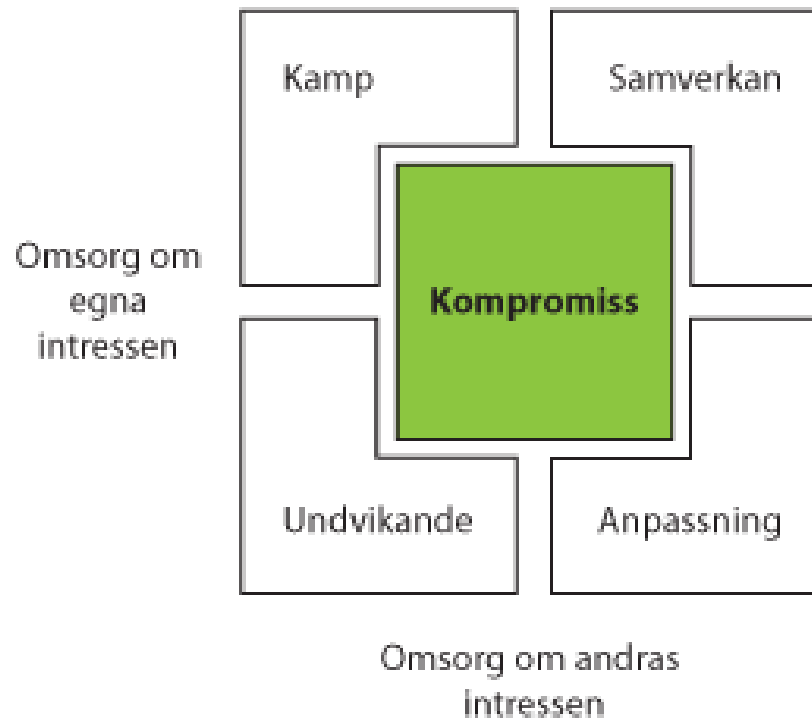 Kamp
Samverkan
Omsorg om
egna
intressen
Kompromiss
Undvikande
Anpassning
Omsorg om andras
intressen